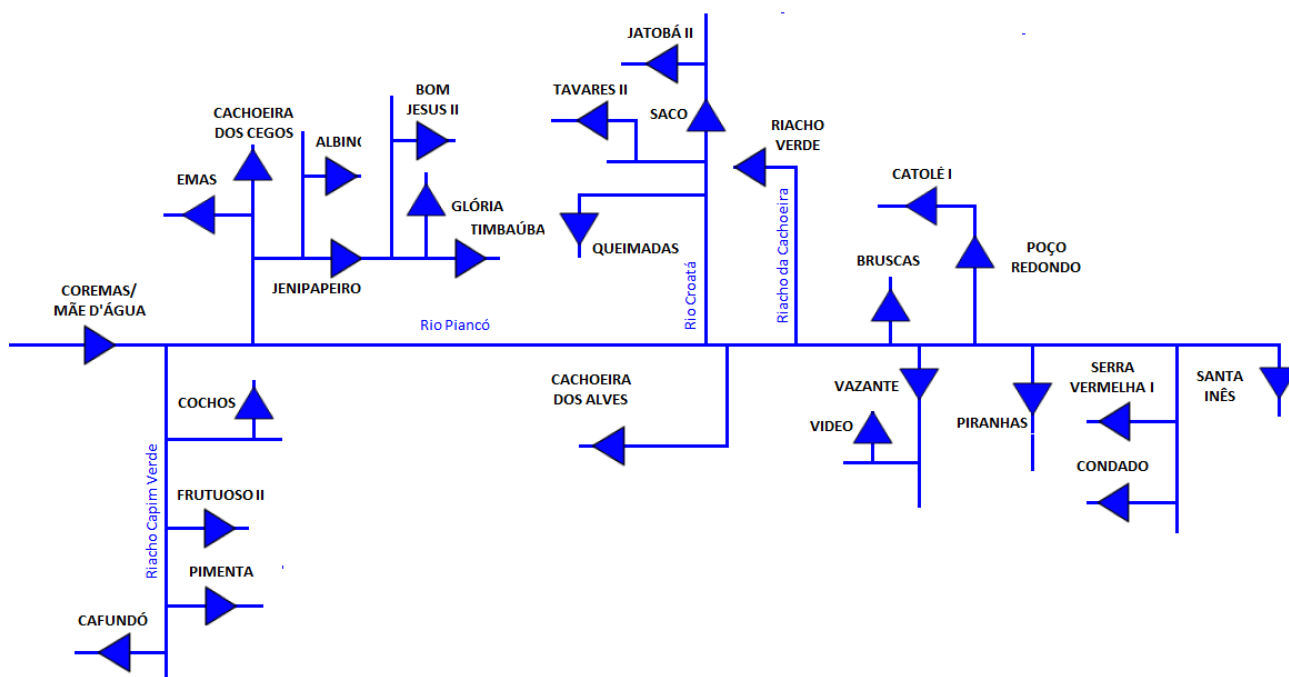 JATOBÁ II
BOM
JESUS II
TAVARES II
CACHOEIRA
DOS CEGOS
ALBINO
SACO
RIACHO
VERDE
EMAS
CATOLÉ I
GLÓRIA
TIMBAÚBA
QUEIMADAS
POÇO
REDONDO
BRUSCAS
JENIPAPEIRO
COREMAS/
MÃE D'ÁGUA
Rio Piancó
Rio Croatá
Riacho da Cachoeira
CACHOEIRA
DOS ALVES
VAZANTE
SERRA
VERMELHA I
SANTA
INÊS
COCHOS
VIDEO
PIRANHAS
CONDADO
FRUTUOSO II
Riacho Capim Verde
PIMENTA
CAFUNDÓ